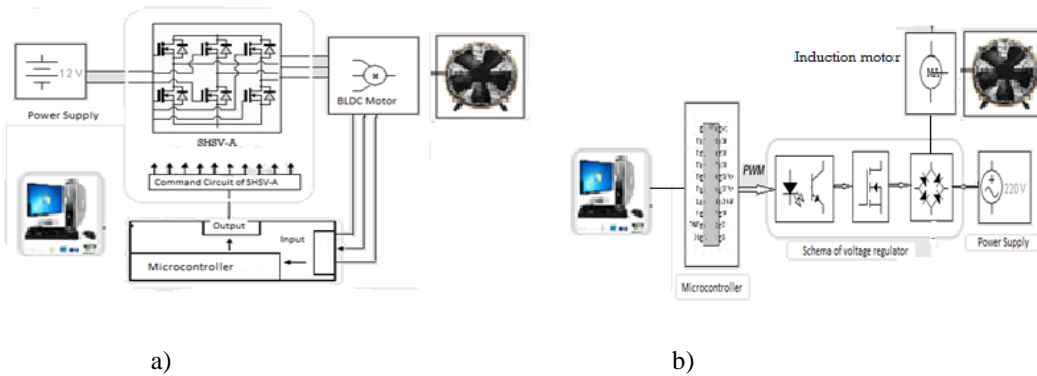 12 V
Power Supply
SHSV-A
Command Circuit of SHSV-A
M
BLDC Motor
Output
Input
Microcontroller
a)
Induction motor
MA
PWM
Microcontroller
Schema of voltage regulator
220 V
Power Supply
b)